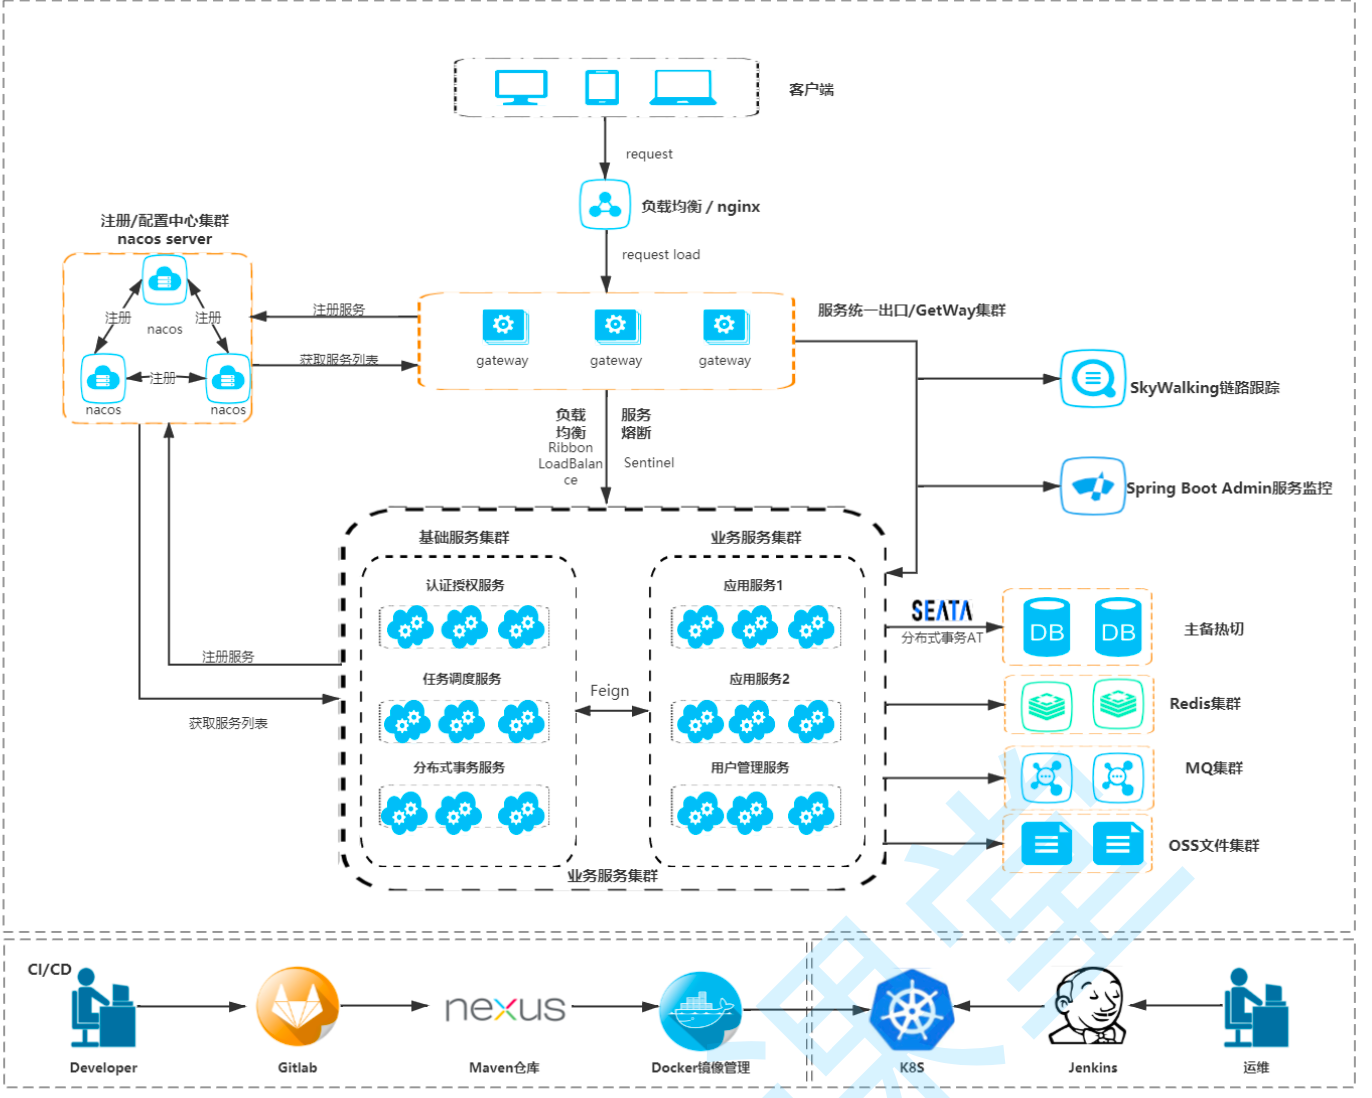 客户端
request
负载均衡 / nginx
request load
注册/配置中心集群
nacos server
nacos
注册
注册
注册
nacos
nacos
注册服务
获取服务列表
gateway
gateway
gateway
服务统一出口/GetWay集群
负载
均衡
Ribbon
LoadBalan
ce
服务
熔断
Sentinel
SkyWalking链路跟踪
Spring Boot Admin服务监控
注册服务
获取服务列表
基础服务集群
认证授权服务
任务调度服务
分布式事务服务
Feign
业务服务集群
应用服务1
应用服务2
用户管理服务
业务服务集群
SEATA
分布式事务AT
DB
DB
主备热切
Redis集群
MQ集群
OSS文件集群
CI/CD
Developer
Gitlab
nexus
Maven仓库
Docker镜像管理
K8S
Jenkins
运维
课堂